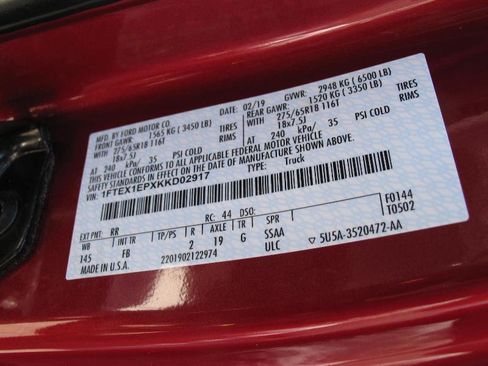 MFD. BY FORD MOTOR CO.
DATE: 02/19 GVWR: 2948 KG (6500 LB)
FRONT GAWR: 1565 KG (3450 LB)
REAR GAWR: 1520 KG (3350 LB)
WITH 275/65R18 116T TIRES
WITH 275/65R18 116T TIRES
18x7.5J RIMS
18x7.5J RIMS
AT 240 kPa/ 35 PSI COLD
AT 240 kPa/ 35 PSI COLD
THIS VEHICLE CONFORMS TO ALL APPLICABLE FEDERAL MOTOR VEHICLE
SAFETY STANDARDS IN EFFECT ON THE DATE OF MANUFACTURE SHOWN ABOVE.
VIN: 1FTEX1EPXKKD02917 TYPE: Truck
F0144
T0502
EXT PNT: RR RC: 44 DSO:
WB INT TR TP/PS R AXLE TR SPR
145 FB 2 19 G SSAA
MADE IN U.S.A. 2201902122974 ULC 5U5A-3520472-AA